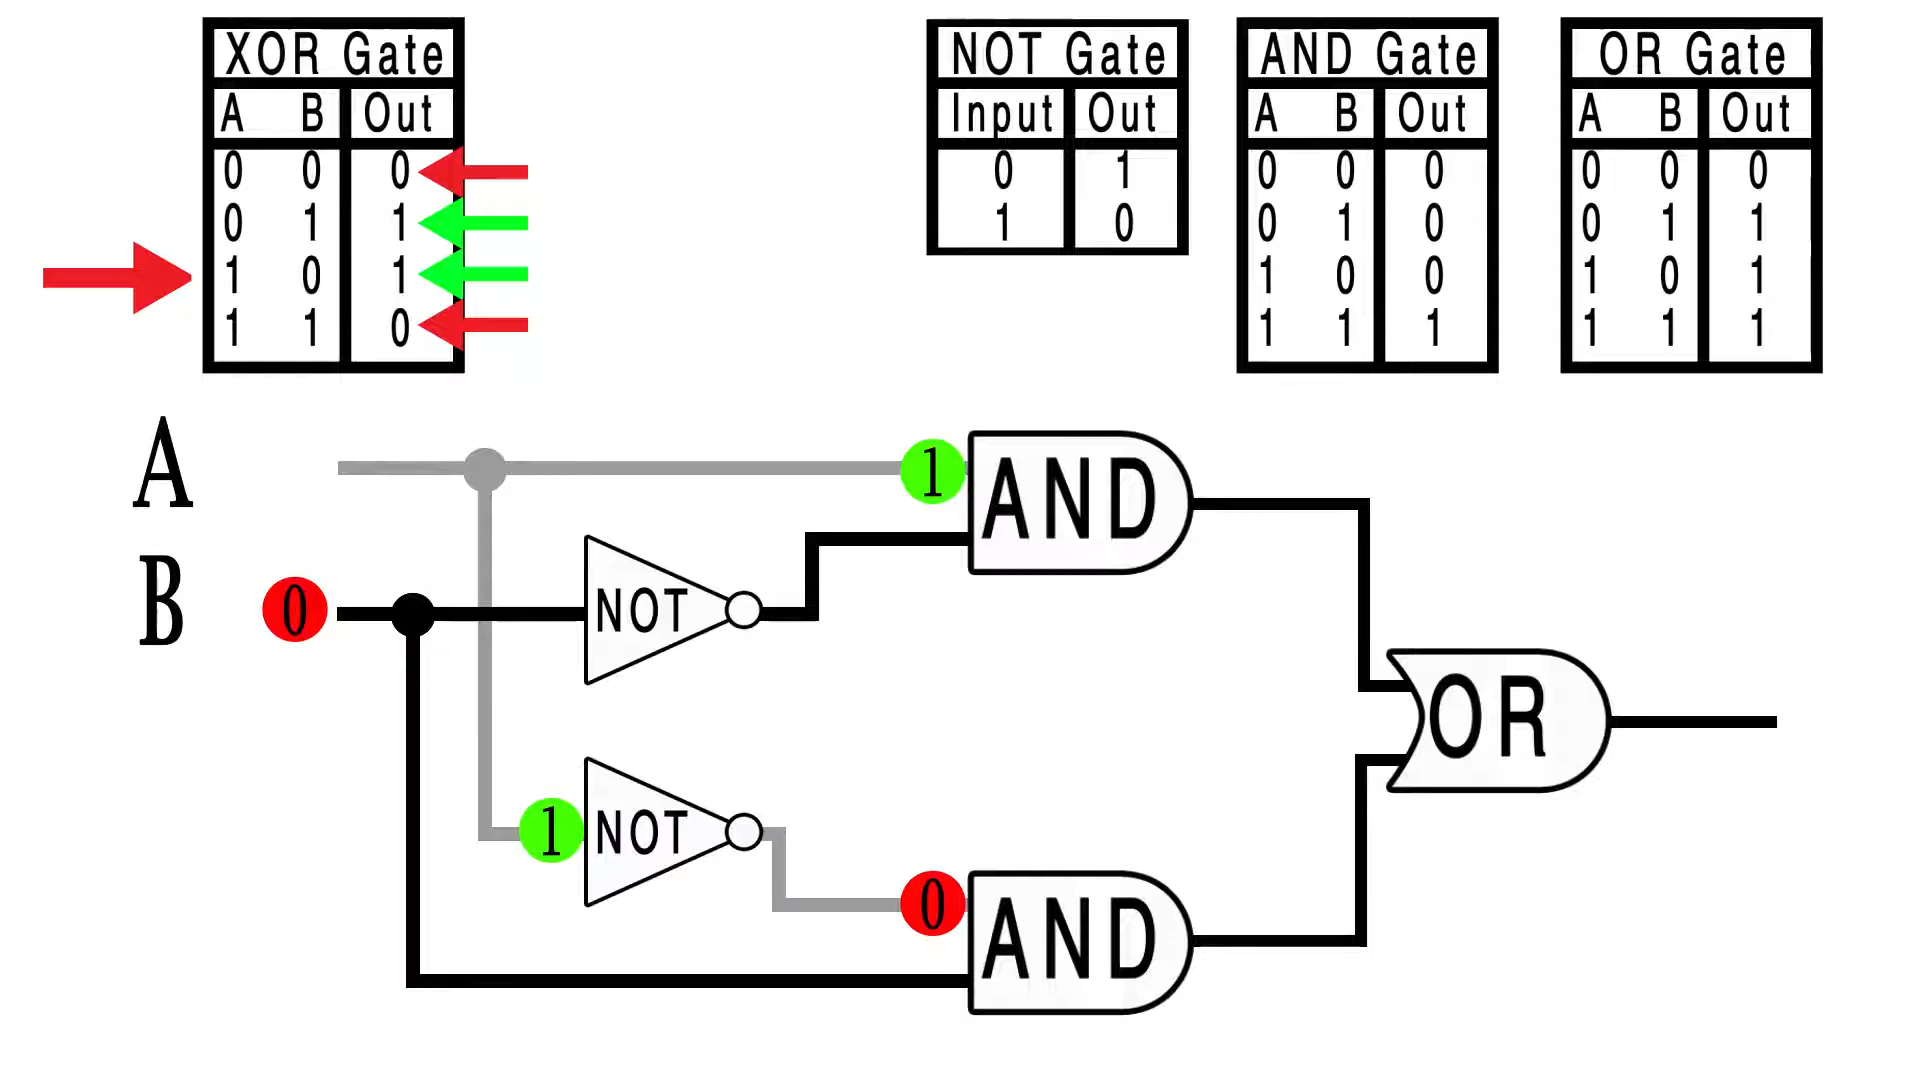 XOR Gate
A B Out
0 0 0
0 1 1
1 0 1
1 1 0
NOT Gate
Input Out
0 1
1 0
AND Gate
A B Out
0 0 0
0 1 0
1 0 0
1 1 1
OR Gate
A B Out
0 0 0
0 1 1
1 0 1
1 1 1
A
1
AND
B
0
NOT
OR
1
NOT
0
AND